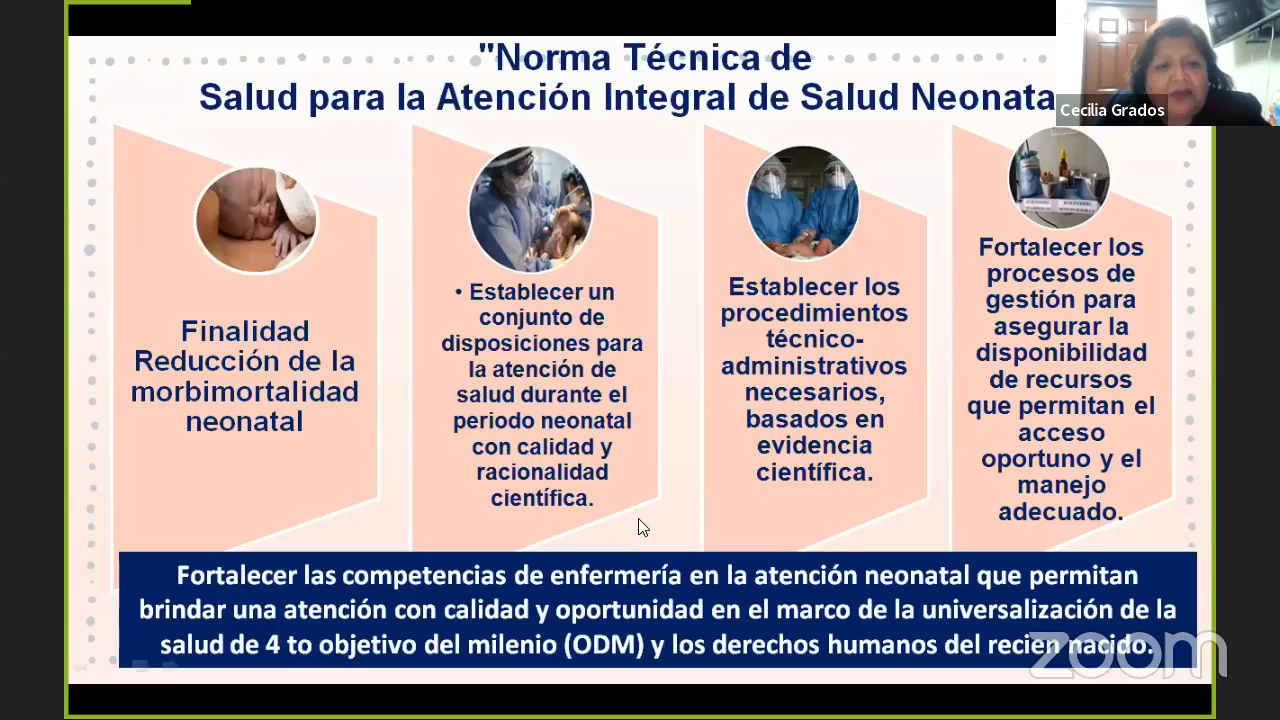 "Norma Técnica de
Salud para la Atención Integral de Salud Neonata
Cecilia Grados
Finalidad
Reducción de la
morbimortalidad
neonatal
• Establecer un
conjunto de
disposiciones para
la atención de
salud durante el
periodo neonatal
con calidad y
racionalidad
científica.
Establecer los
procedimientos
técnico-
administrativos
necesarios,
basados en
evidencia
científica.
Fortalecer los
procesos de
gestión para
asegurar la
disponibilidad
de recursos
que permitan el
acceso
oportuno y el
manejo
adecuado.
Fortalecer las competencias de enfermería en la atención neonatal que permitan
brindar una atención con calidad y oportunidad en el marco de la universalización de la
salud de 4 to objetivo del milenio (ODM) y los derechos humanos del recien nacido.
zoom